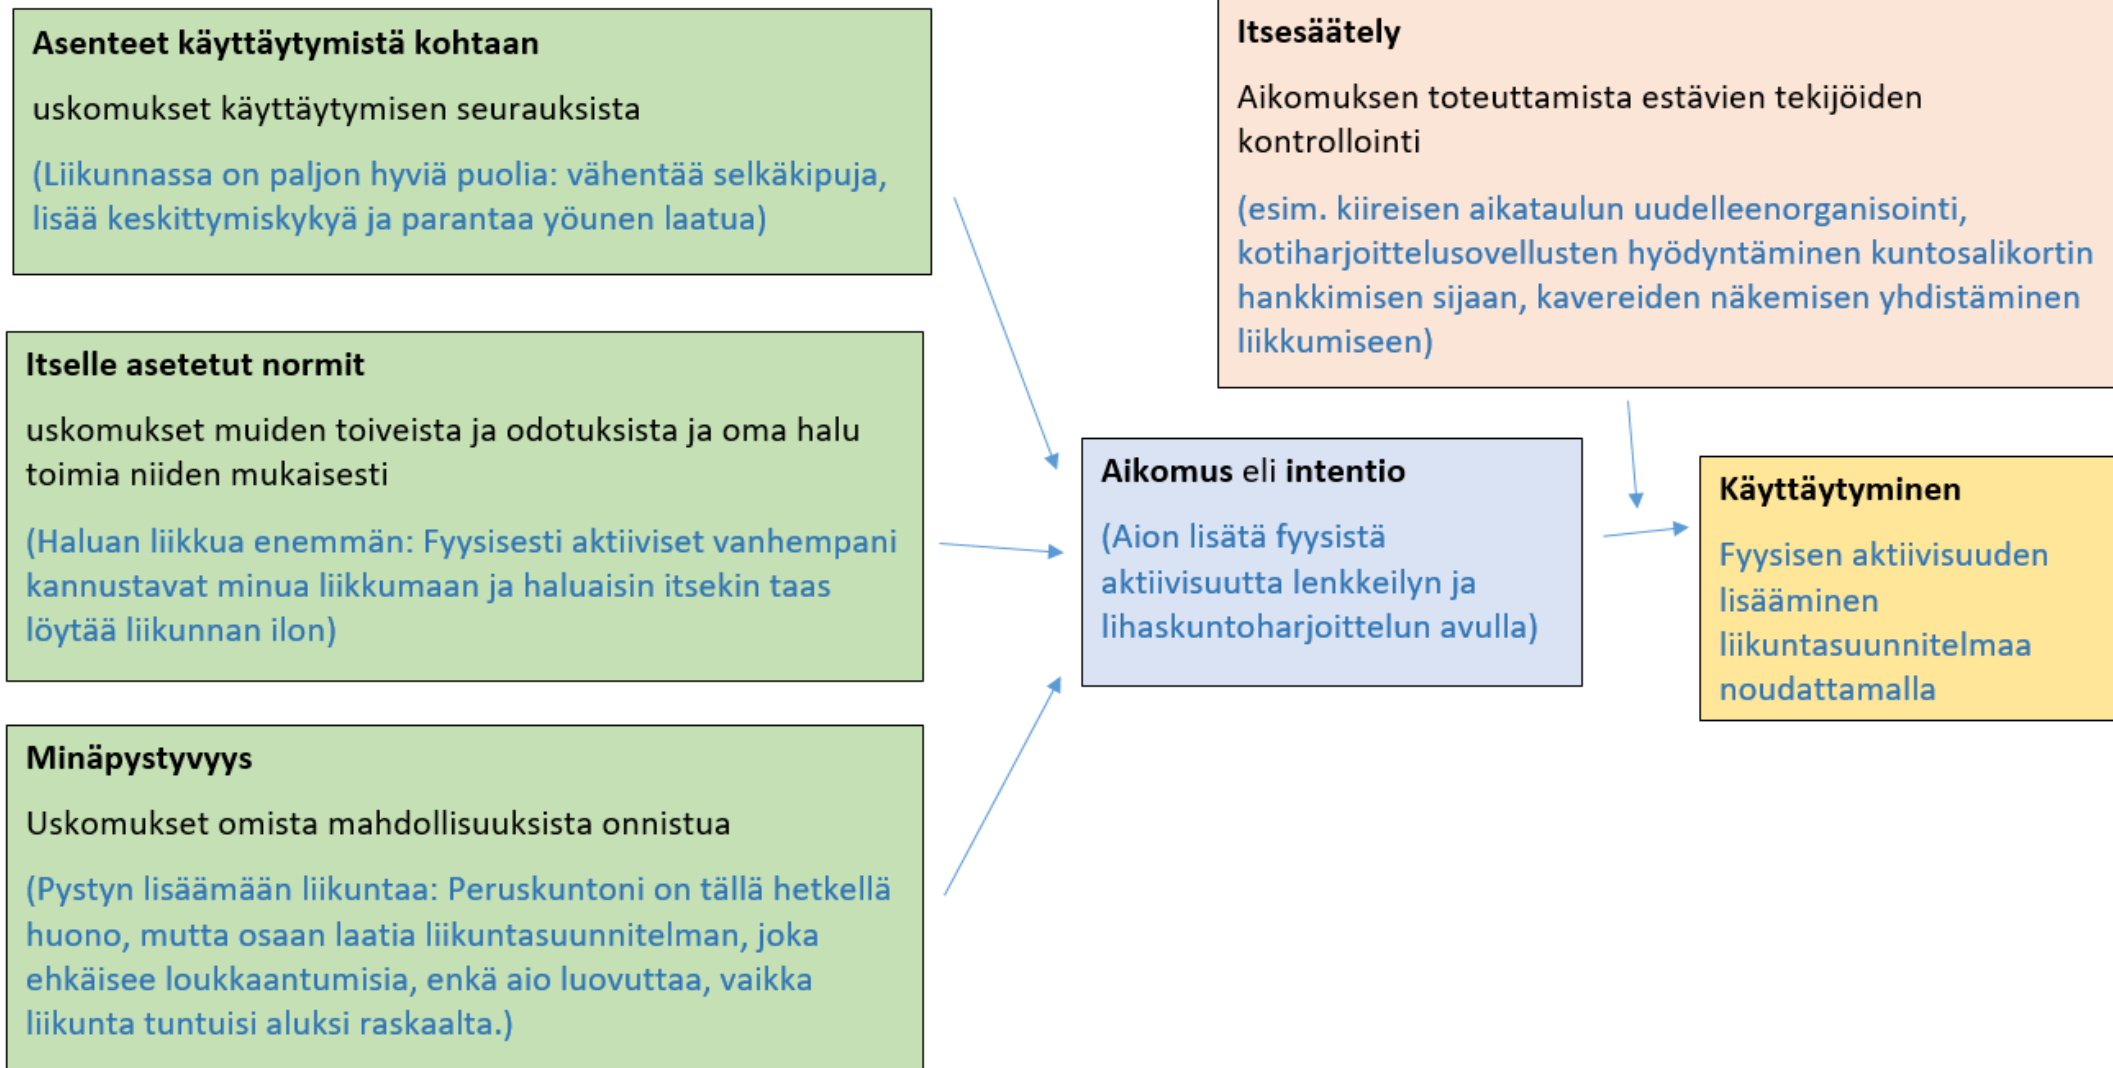 Asenteet käyttäytymistä kohtaan
uskomukset käyttäytymisen seurauksista
(Liikunnassa on paljon hyviä puolia: vähentää selkäkipuja,
lisää keskittymiskykyä ja parantaa yöunen laatua)
Itselle asetetut normit
uskomukset muiden toiveista ja odotuksista ja oma halu
toimia niiden mukaisesti
(Haluan liikkua enemmän: Fyysisesti aktiiviset vanhempani
kannustavat minua liikkumaan ja haluaisin itsekin taas
löytää liikunnan ilon)
Minäpystyvyys
Uskomukset omista mahdollisuuksista onnistua
(Pystyn lisäämään liikuntaa: Peruskuntoni on tällä hetkellä
huono, mutta osaan laatia liikuntasuunnitelman, joka
ehkäisee loukkaantumisia, enkä aio luovuttaa, vaikka
liikunta tuntuisi aluksi raskaalta.)
Aikomus eli intentio
(Aion lisätä fyysistä
aktiivisuutta lenkkeilyn ja
lihaskuntoharjoittelun avulla)
Itsesäätely
Aikomuksen toteuttamista estävien tekijöiden
kontrollointi
(esim. kiireisen aikataulun uudelleenorganisointi,
kotiharjoittelusovellusten hyödyntäminen kuntosalikortin
hankkimisen sijaan, kavereiden näkemisen yhdistäminen
liikkumiseen)
Käyttäytyminen
Fyysisen aktiivisuuden
lisääminen
liikuntasuunnitelmaa
noudattamalla